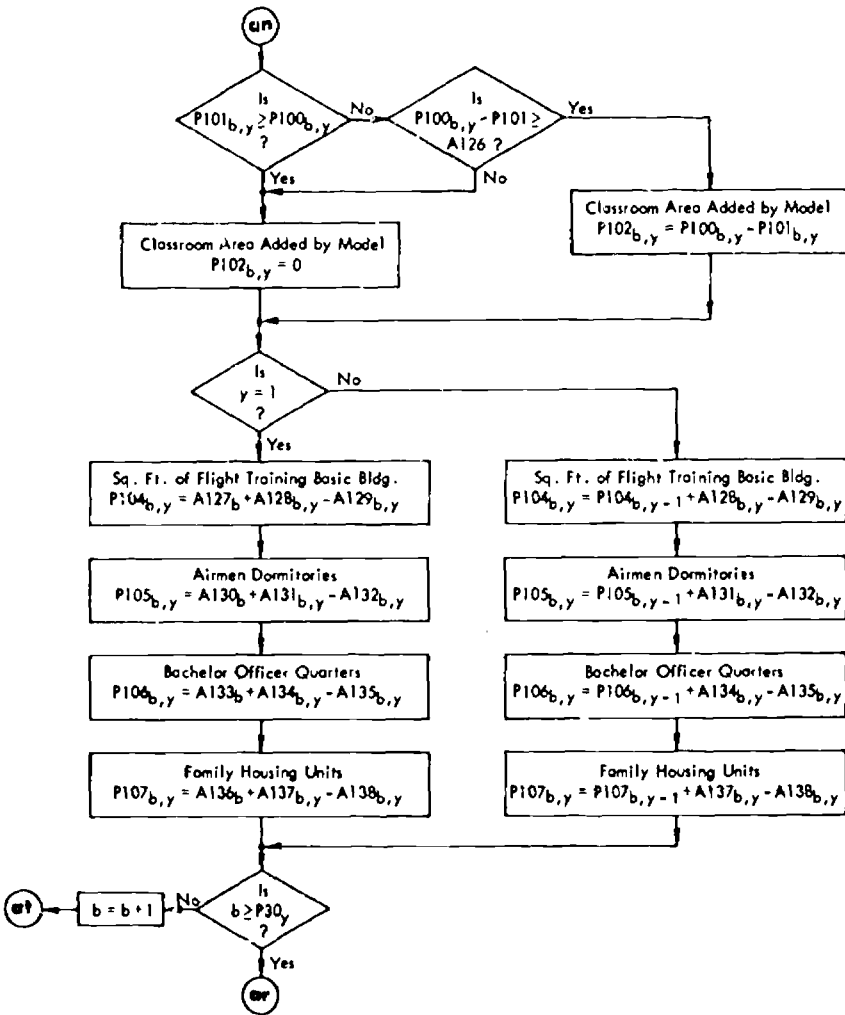 an
Is
P101b,y ≥ P100b,y
?
No
Yes
Is
P100b,y - P101 ≥
A126 ?
Yes
No
Classroom Area Added by Model
P102b,y = 0
Classroom Area Added by Model
P102b,y = P100b,y - P101b,y
Is
y = 1
?
No
Yes
Sq. Ft. of Flight Training Basic Bldg.
P104b,y = A127b + A128b,y - A129b,y
Airmen Dormitories
P105b,y = A130b + A131b,y - A132b,y
Bachelor Officer Quarters
P106b,y = A133b + A134b,y - A135b,y
Family Housing Units
P107b,y = A136b + A137b,y - A138b,y
Sq. Ft. of Flight Training Basic Bldg.
P104b,y = P104b,y-1 + A128b,y - A129b,y
Airmen Dormitories
P105b,y = P105b,y-1 + A131b,y - A132b,y
Bachelor Officer Quarters
P106b,y = P106b,y-1 + A134b,y - A135b,y
Family Housing Units
P107b,y = P107b,y-1 + A137b,y - A138b,y
Is
b ≥ P30y
?
No
b = b + 1
at
Yes
ar